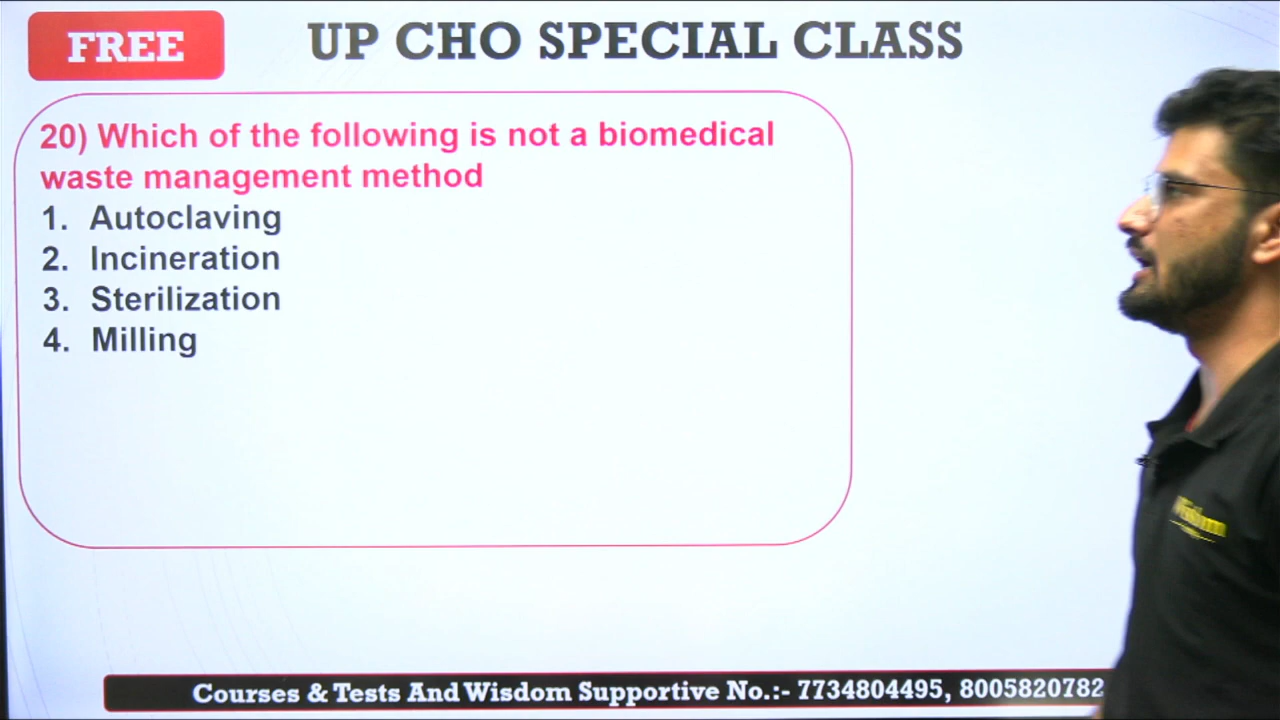 FREE
UP CHO SPECIAL CLASS
20) Which of the following is not a biomedical
waste management method
1. Autoclaving
2. Incineration
3. Sterilization
4. Milling
Wisdom
Courses & Tests And Wisdom Supportive No.:- 7734804495, 8005820782